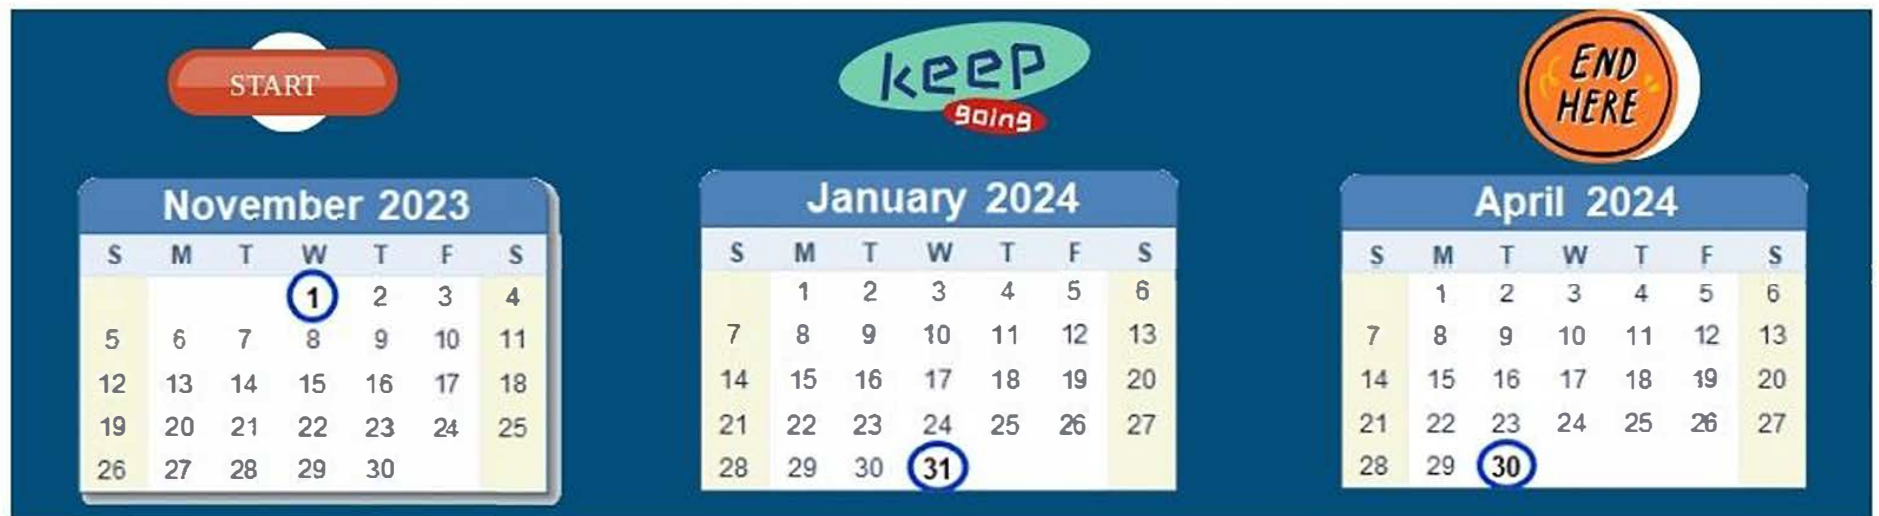 START
keep
going
END
HERE
November 2023
S M T W T F S
1 2 3 4
5 6 7 8 9 10 11
12 13 14 15 16 17 18
19 20 21 22 23 24 25
26 27 28 29 30
January 2024
S M T W T F S
1 2 3 4 5 6
7 8 9 10 11 12 13
14 15 16 17 18 19 20
21 22 23 24 25 26 27
28 29 30 31
April 2024
S M T W T F S
1 2 3 4 5 6
7 8 9 10 11 12 13
14 15 16 17 18 19 20
21 22 23 24 25 26 27
28 29 30